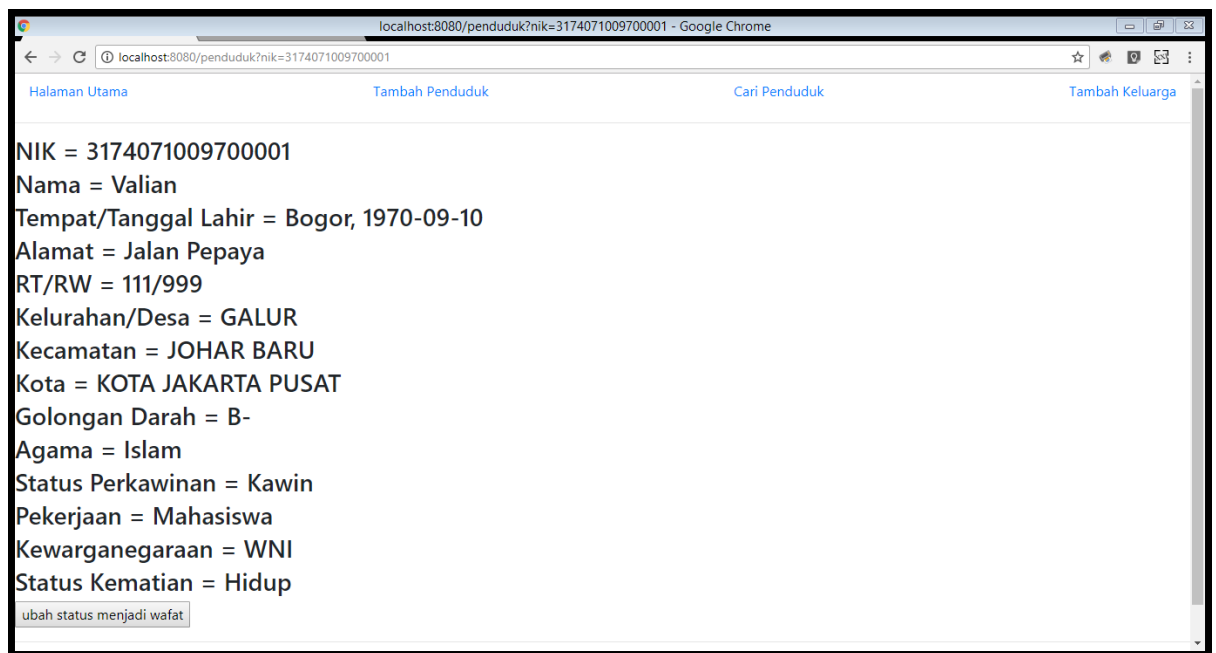 localhost:8080/penduduk?nik=3174071009700001 - Google Chrome
localhost:8080/penduduk?nik=3174071009700001
Halaman Utama Tambah Penduduk Cari Penduduk Tambah Keluarga
NIK = 3174071009700001
Nama = Valian
Tempat/Tanggal Lahir = Bogor, 1970-09-10
Alamat = Jalan Pepaya
RT/RW = 111/999
Kelurahan/Desa = GALUR
Kecamatan = JOHAR BARU
Kota = KOTA JAKARTA PUSAT
Golongan Darah = B-
Agama = Islam
Status Perkawinan = Kawin
Pekerjaan = Mahasiswa
Kewarganegaraan = WNI
Status Kematian = Hidup
ubah status menjadi wafat